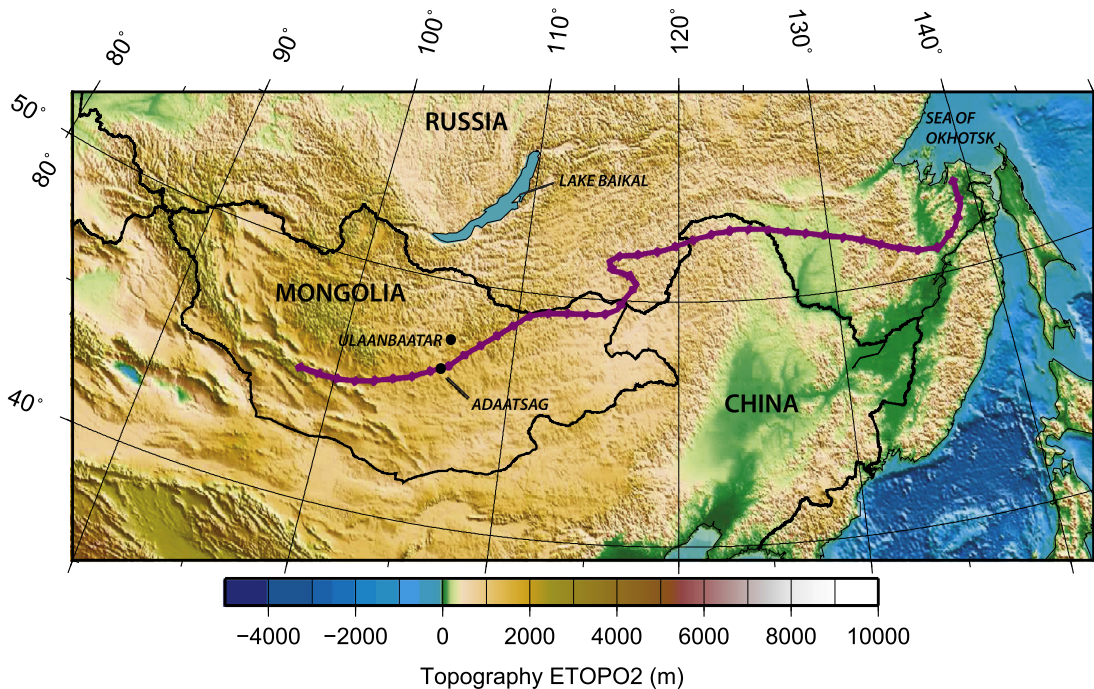 80°
90°
100°
110°
120°
130°
140°
50°
80°
40°
RUSSIA
SEA OF
OKHOTSK
LAKE BAIKAL
MONGOLIA
ULAANBAATAR
ADAATSAG
CHINA
−4000 −2000 0 2000 4000 6000 8000 10000
Topography ETOPO2 (m)